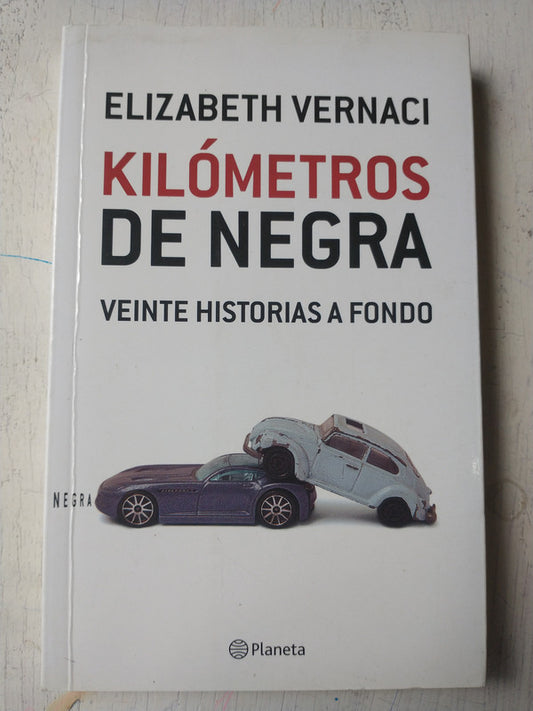 ELIZABETH VERNACI
KILÓMETROS
DE NEGRA
VEINTE HISTORIAS A FONDO
NEGRA
Planeta